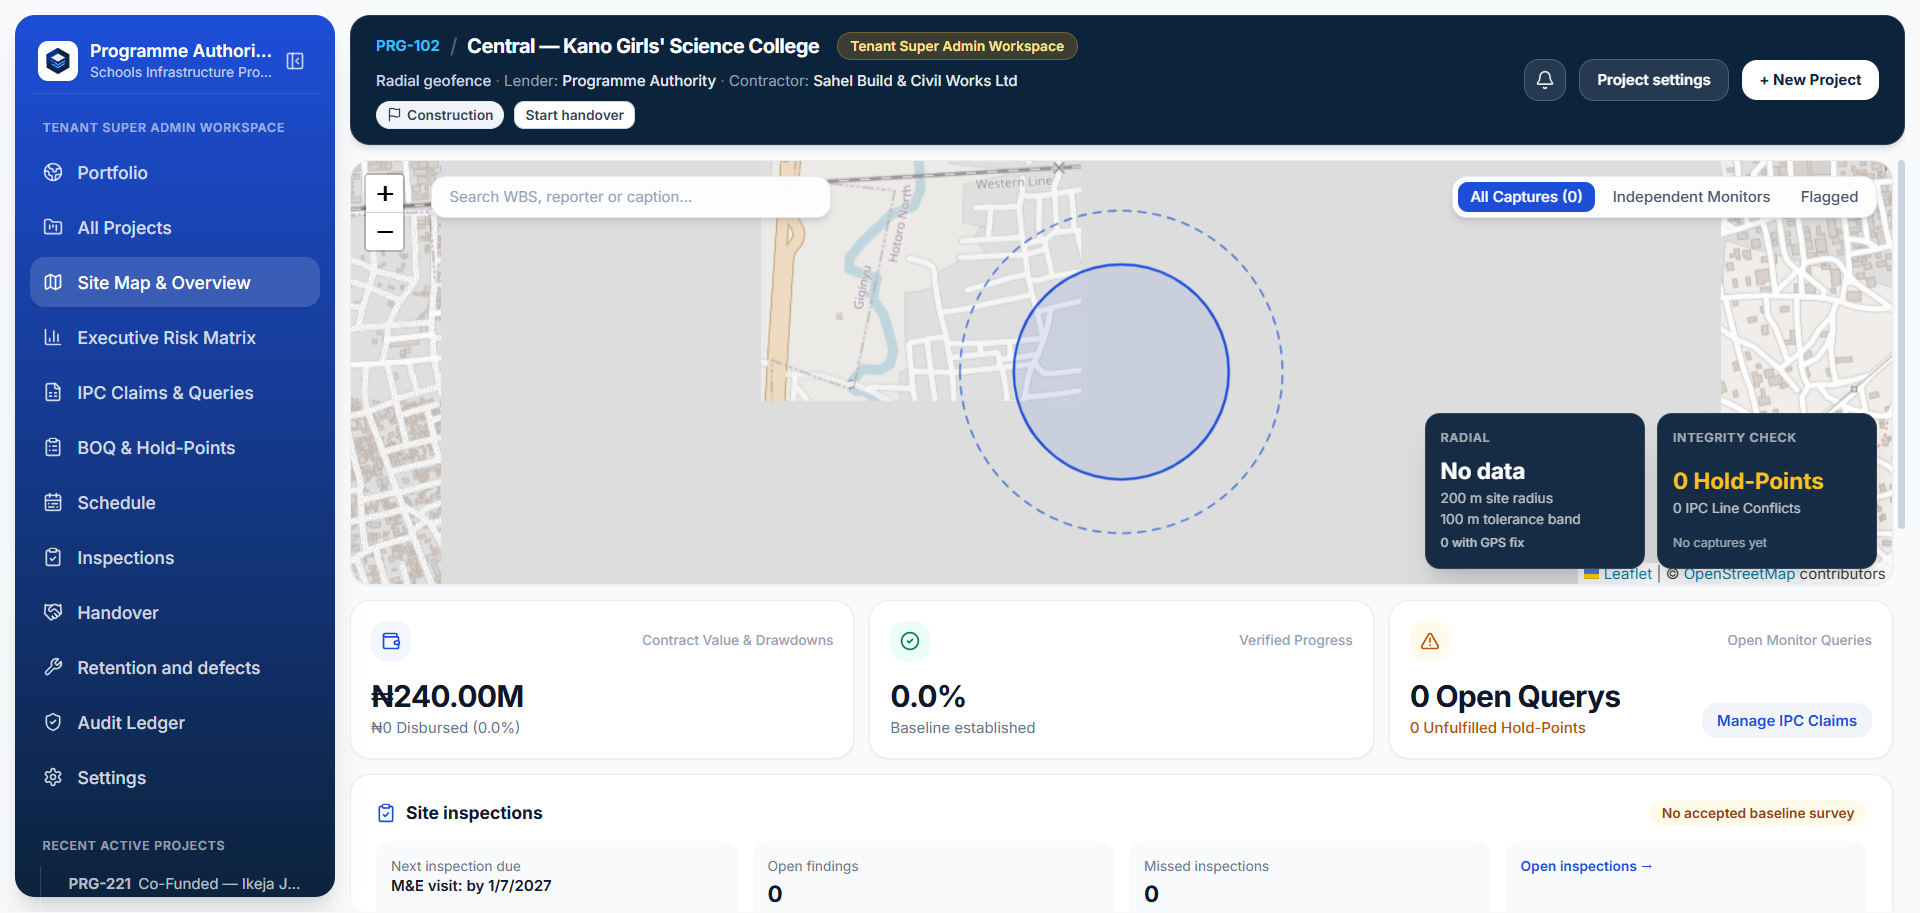 Programme Authori...
Schools Infrastructure Pro...
TENANT SUPER ADMIN WORKSPACE
Portfolio
All Projects
Site Map & Overview
Executive Risk Matrix
IPC Claims & Queries
BOQ & Hold-Points
Schedule
Inspections
Handover
Retention and defects
Audit Ledger
Settings
RECENT ACTIVE PROJECTS
PRG-221 Co-Funded — Ikeja J...
PRG-102 / Central — Kano Girls' Science College Tenant Super Admin Workspace
Radial geofence · Lender: Programme Authority · Contractor: Sahel Build & Civil Works Ltd
Construction Start handover
Project settings
+ New Project
+
−
Search WBS, reporter or caption...
All Captures (0) Independent Monitors Flagged
Western Line
Hotoro North
Giginyu
RADIAL
No data
200 m site radius
100 m tolerance band
0 with GPS fix
INTEGRITY CHECK
0 Hold-Points
0 IPC Line Conflicts
No captures yet
Leaflet | © OpenStreetMap contributors
Contract Value & Drawdowns
₦240.00M
₦0 Disbursed (0.0%)
Verified Progress
0.0%
Baseline established
Open Monitor Queries
0 Open Querys
0 Unfulfilled Hold-Points
Manage IPC Claims
Site inspections
No accepted baseline survey
Next inspection due
M&E visit: by 1/7/2027
Open findings
0
Missed inspections
0
Open inspections →